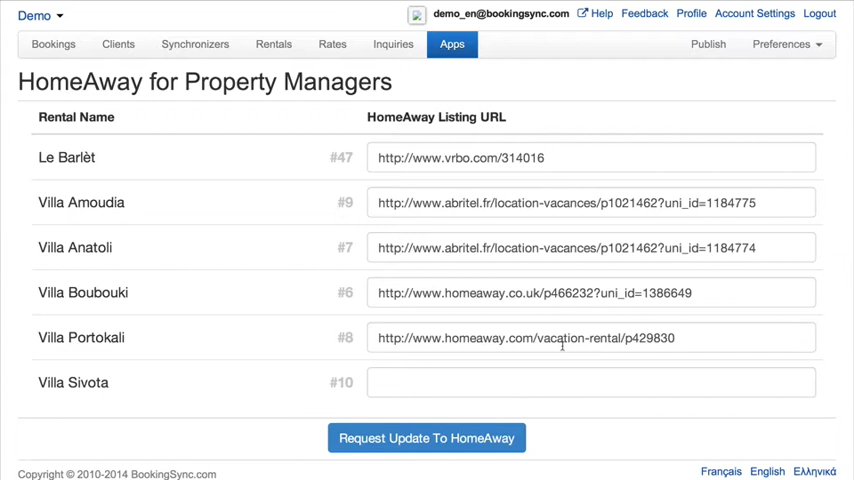 Demo demo_en@bookingsync.com Help Feedback Profile Account Settings Logout
Bookings Clients Synchronizers Rentals Rates Inquiries Apps Publish Preferences
HomeAway for Property Managers
Rental Name HomeAway Listing URL
Le Barlèt #47 http://www.vrbo.com/314016
Villa Amoudia #9 http://www.abritel.fr/location-vacances/p1021462?uni_id=1184775
Villa Anatoli #7 http://www.abritel.fr/location-vacances/p1021462?uni_id=1184774
Villa Boubouki #6 http://www.homeaway.co.uk/p466232?uni_id=1386649
Villa Portokali #8 http://www.homeaway.com/vacation-rental/p429830
Villa Sivota #10
Request Update To HomeAway
Copyright © 2010-2014 BookingSync.com Français English Ελληνικά